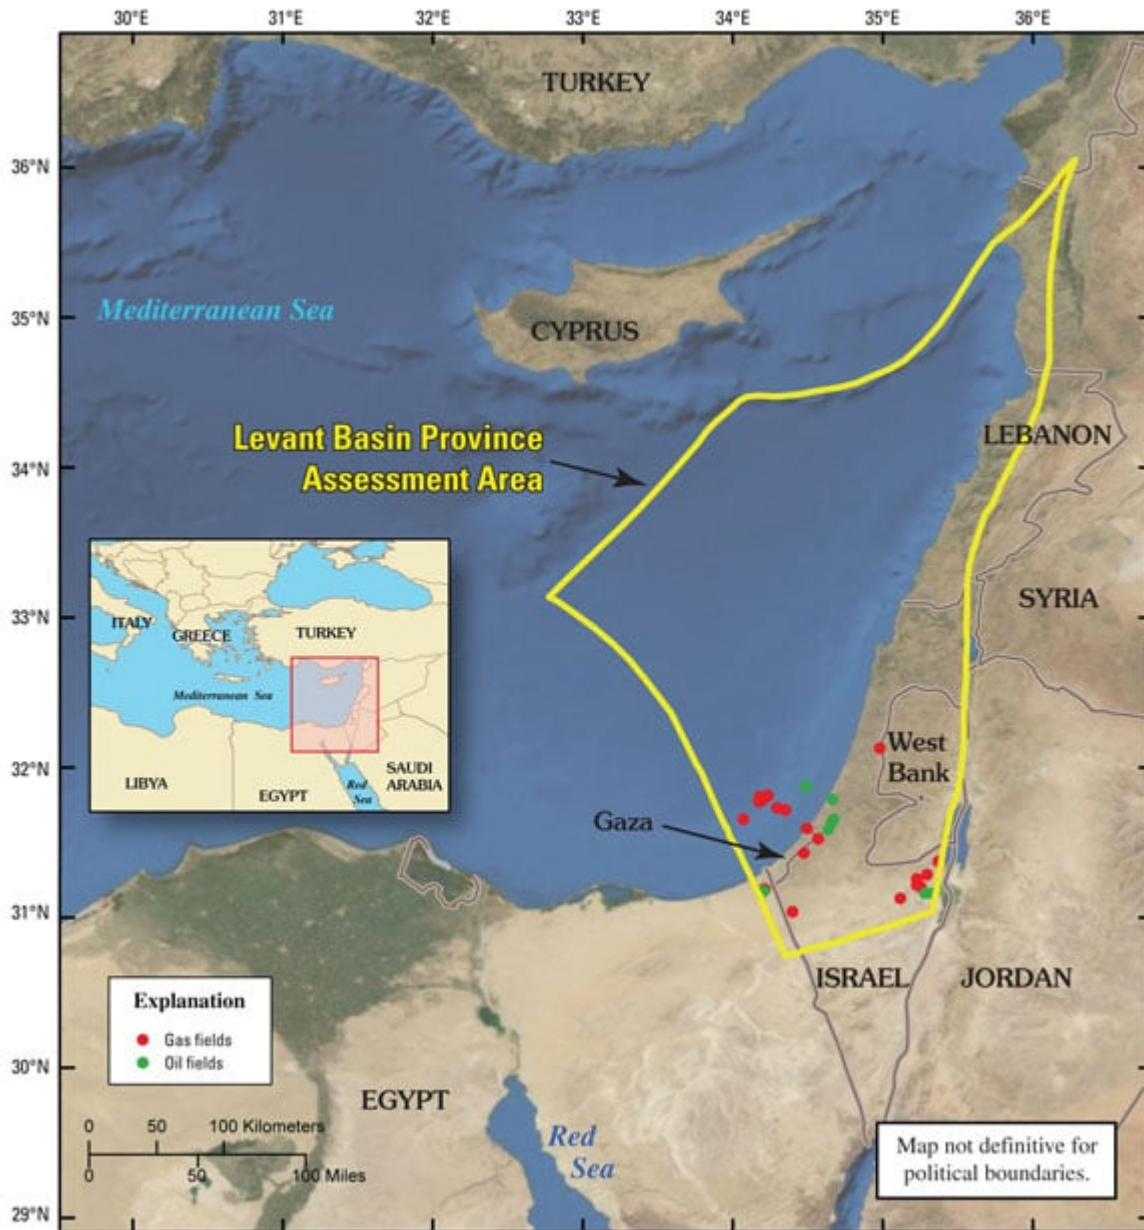 30°E 31°E 32°E 33°E 34°E 35°E 36°E
TURKEY
36°N
35°N
Mediterranean Sea
CYPRUS
Levant Basin Province
Assessment Area
LEBANON
34°N
33°N
SYRIA
ITALY
GREECE
TURKEY
Mediterranean Sea
LIBYA
EGYPT
Red
Sea
SAUDI
ARABIA
West
Bank
32°N
Gaza
31°N
ISRAEL
JORDAN
Explanation
Gas fields
Oil fields
30°N
EGYPT
0 50 100 Kilometers
0 50 100 Miles
Red
Sea
Map not definitive for
political boundaries.
29°N